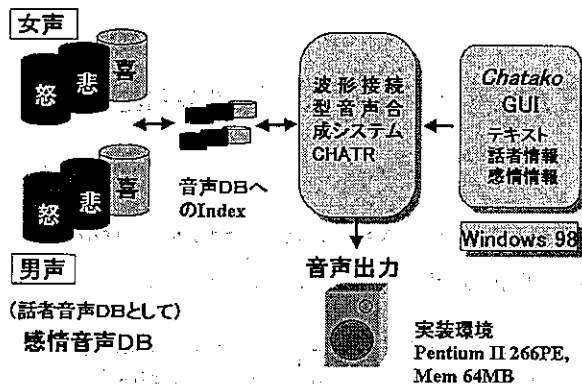 女声
怒
悲
喜
怒
悲
喜
男声
(話者音声DBとして)
感情音声DB
音声DBへ
のIndex
波形接続
型音声合
成システム
CHATR
音声出力
Chatako
GUI
テキスト
話者情報
感情情報
Windows 98
実装環境
Pentium II 266PE,
Mem 64MB